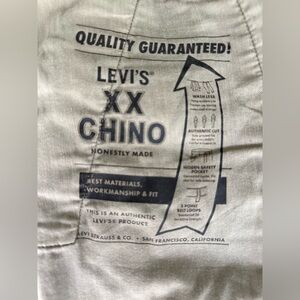 QUALITY GUARANTEED!
LEVI'S®
XX
CHINO
HONESTLY MADE
BEST MATERIALS,
WORKMANSHIP & FIT
THIS IS AN AUTHENTIC
LEVI'S® PRODUCT
LEVI STRAUSS & CO. • SAN FRANCISCO, CALIFORNIA
WASH LESS
AUTHENTIC CUT
HIDDEN SAFETY
POCKET
5 POINT
BELT LOOPS